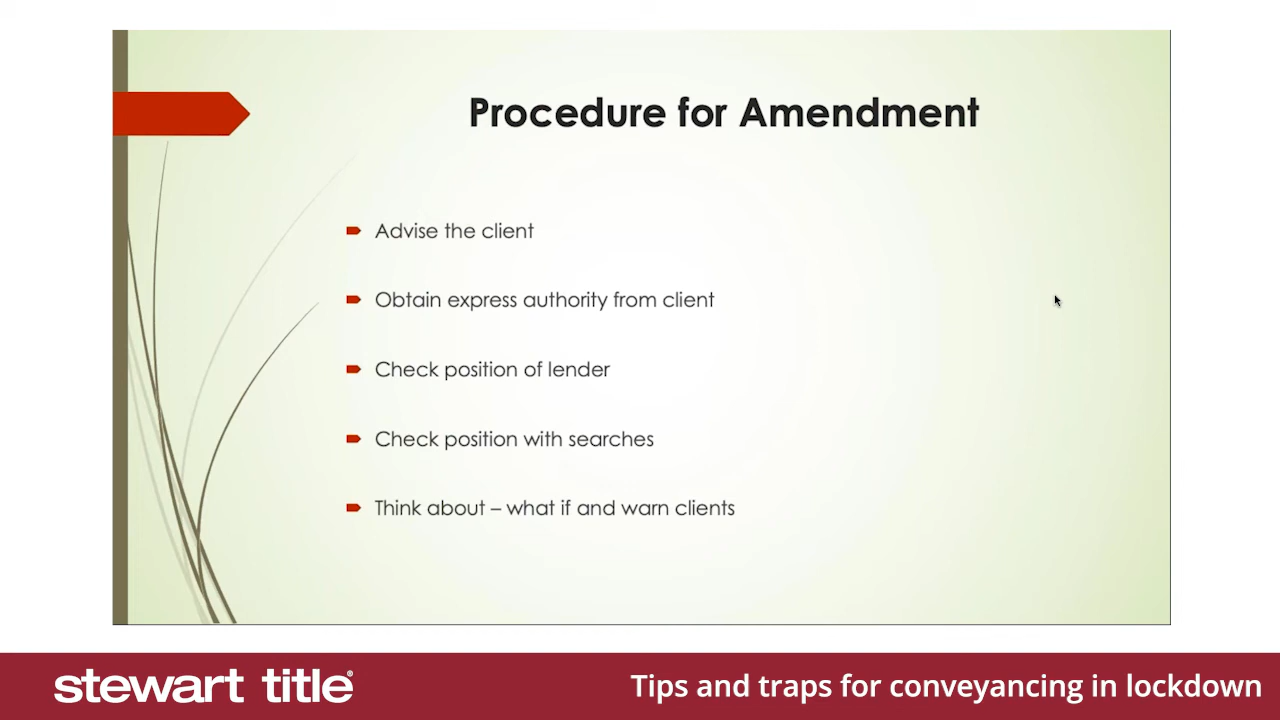 Procedure for Amendment
Advise the client
Obtain express authority from client
Check position of lender
Check position with searches
Think about – what if and warn clients
stewart title®
Tips and traps for conveyancing in lockdown